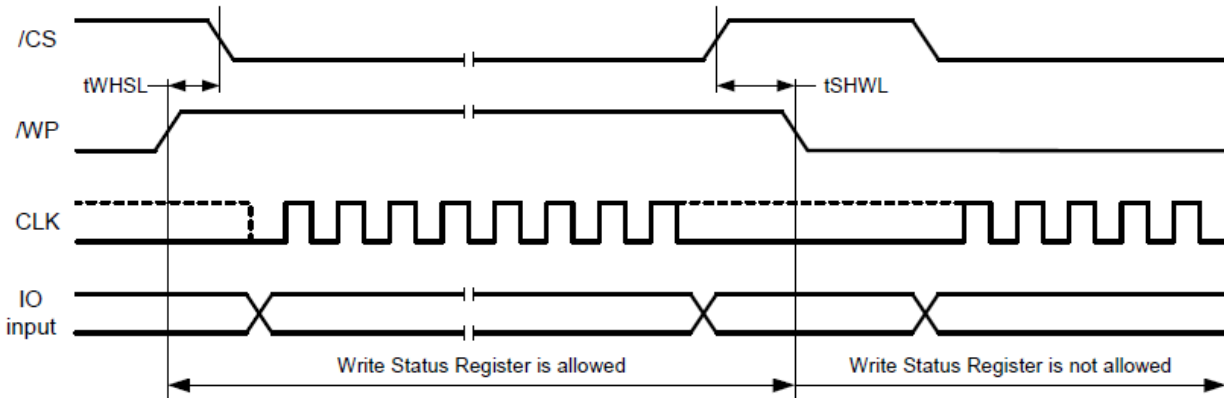 /CS
tWHSL
tSHWL
/WP
CLK
IO
input
Write Status Register is allowed
Write Status Register is not allowed